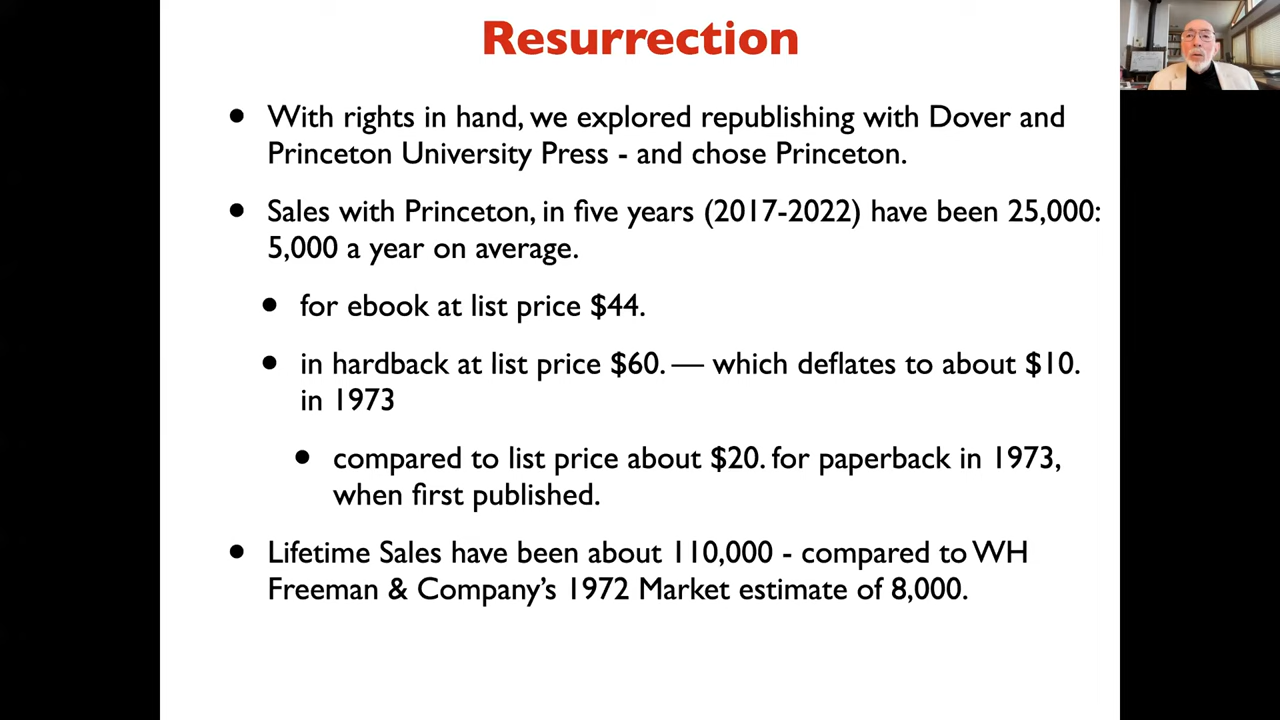 Resurrection
• With rights in hand, we explored republishing with Dover and
Princeton University Press - and chose Princeton.
• Sales with Princeton, in five years (2017-2022) have been 25,000:
5,000 a year on average.
• for ebook at list price $44.
• in hardback at list price $60. — which deflates to about $10.
in 1973
• compared to list price about $20. for paperback in 1973,
when first published.
• Lifetime Sales have been about 110,000 - compared to WH
Freeman & Company’s 1972 Market estimate of 8,000.